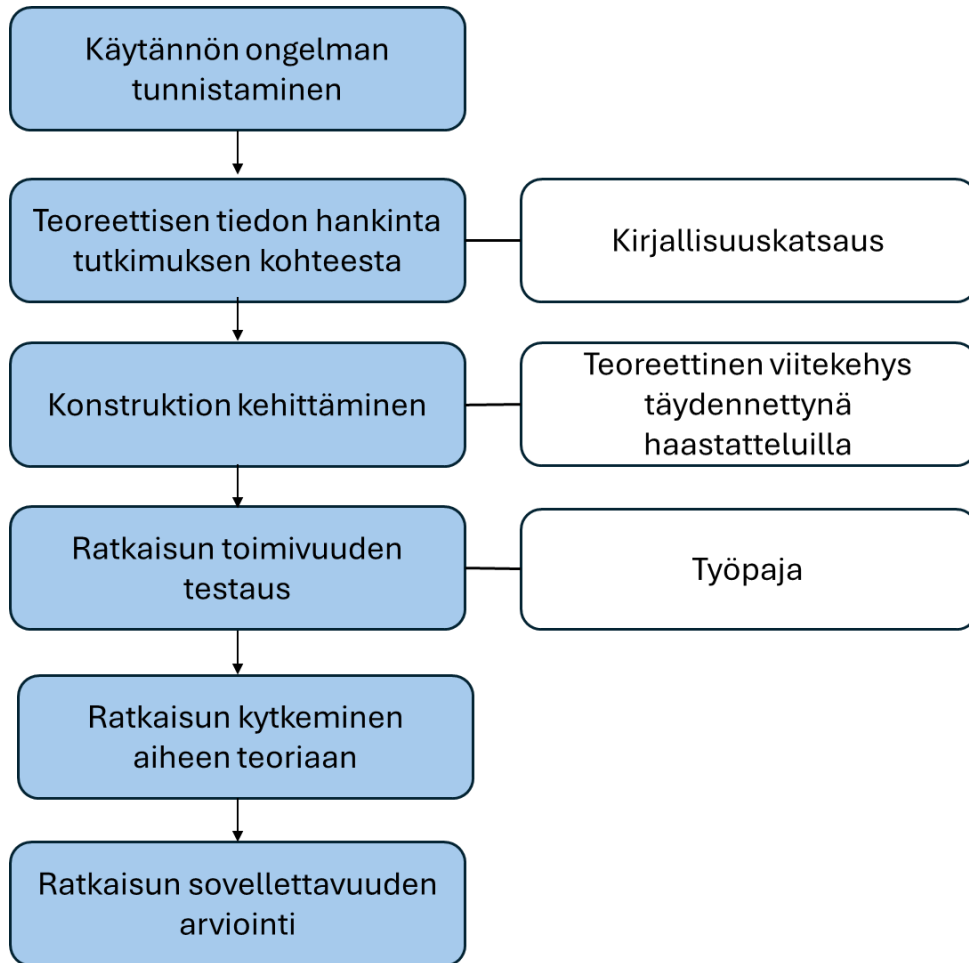 Käytännön ongelman
tunnistaminen
Teoreettisen tiedon hankinta
tutkimuksen kohteesta
Kirjallisuuskatsaus
Konstruktion kehittäminen
Teoreettinen viitekehys
täydennettynä
haastatteluilla
Ratkaisun toimivuuden
testaus
Työpaja
Ratkaisun kytkeminen
aiheen teoriaan
Ratkaisun sovellettavuuden
arviointi